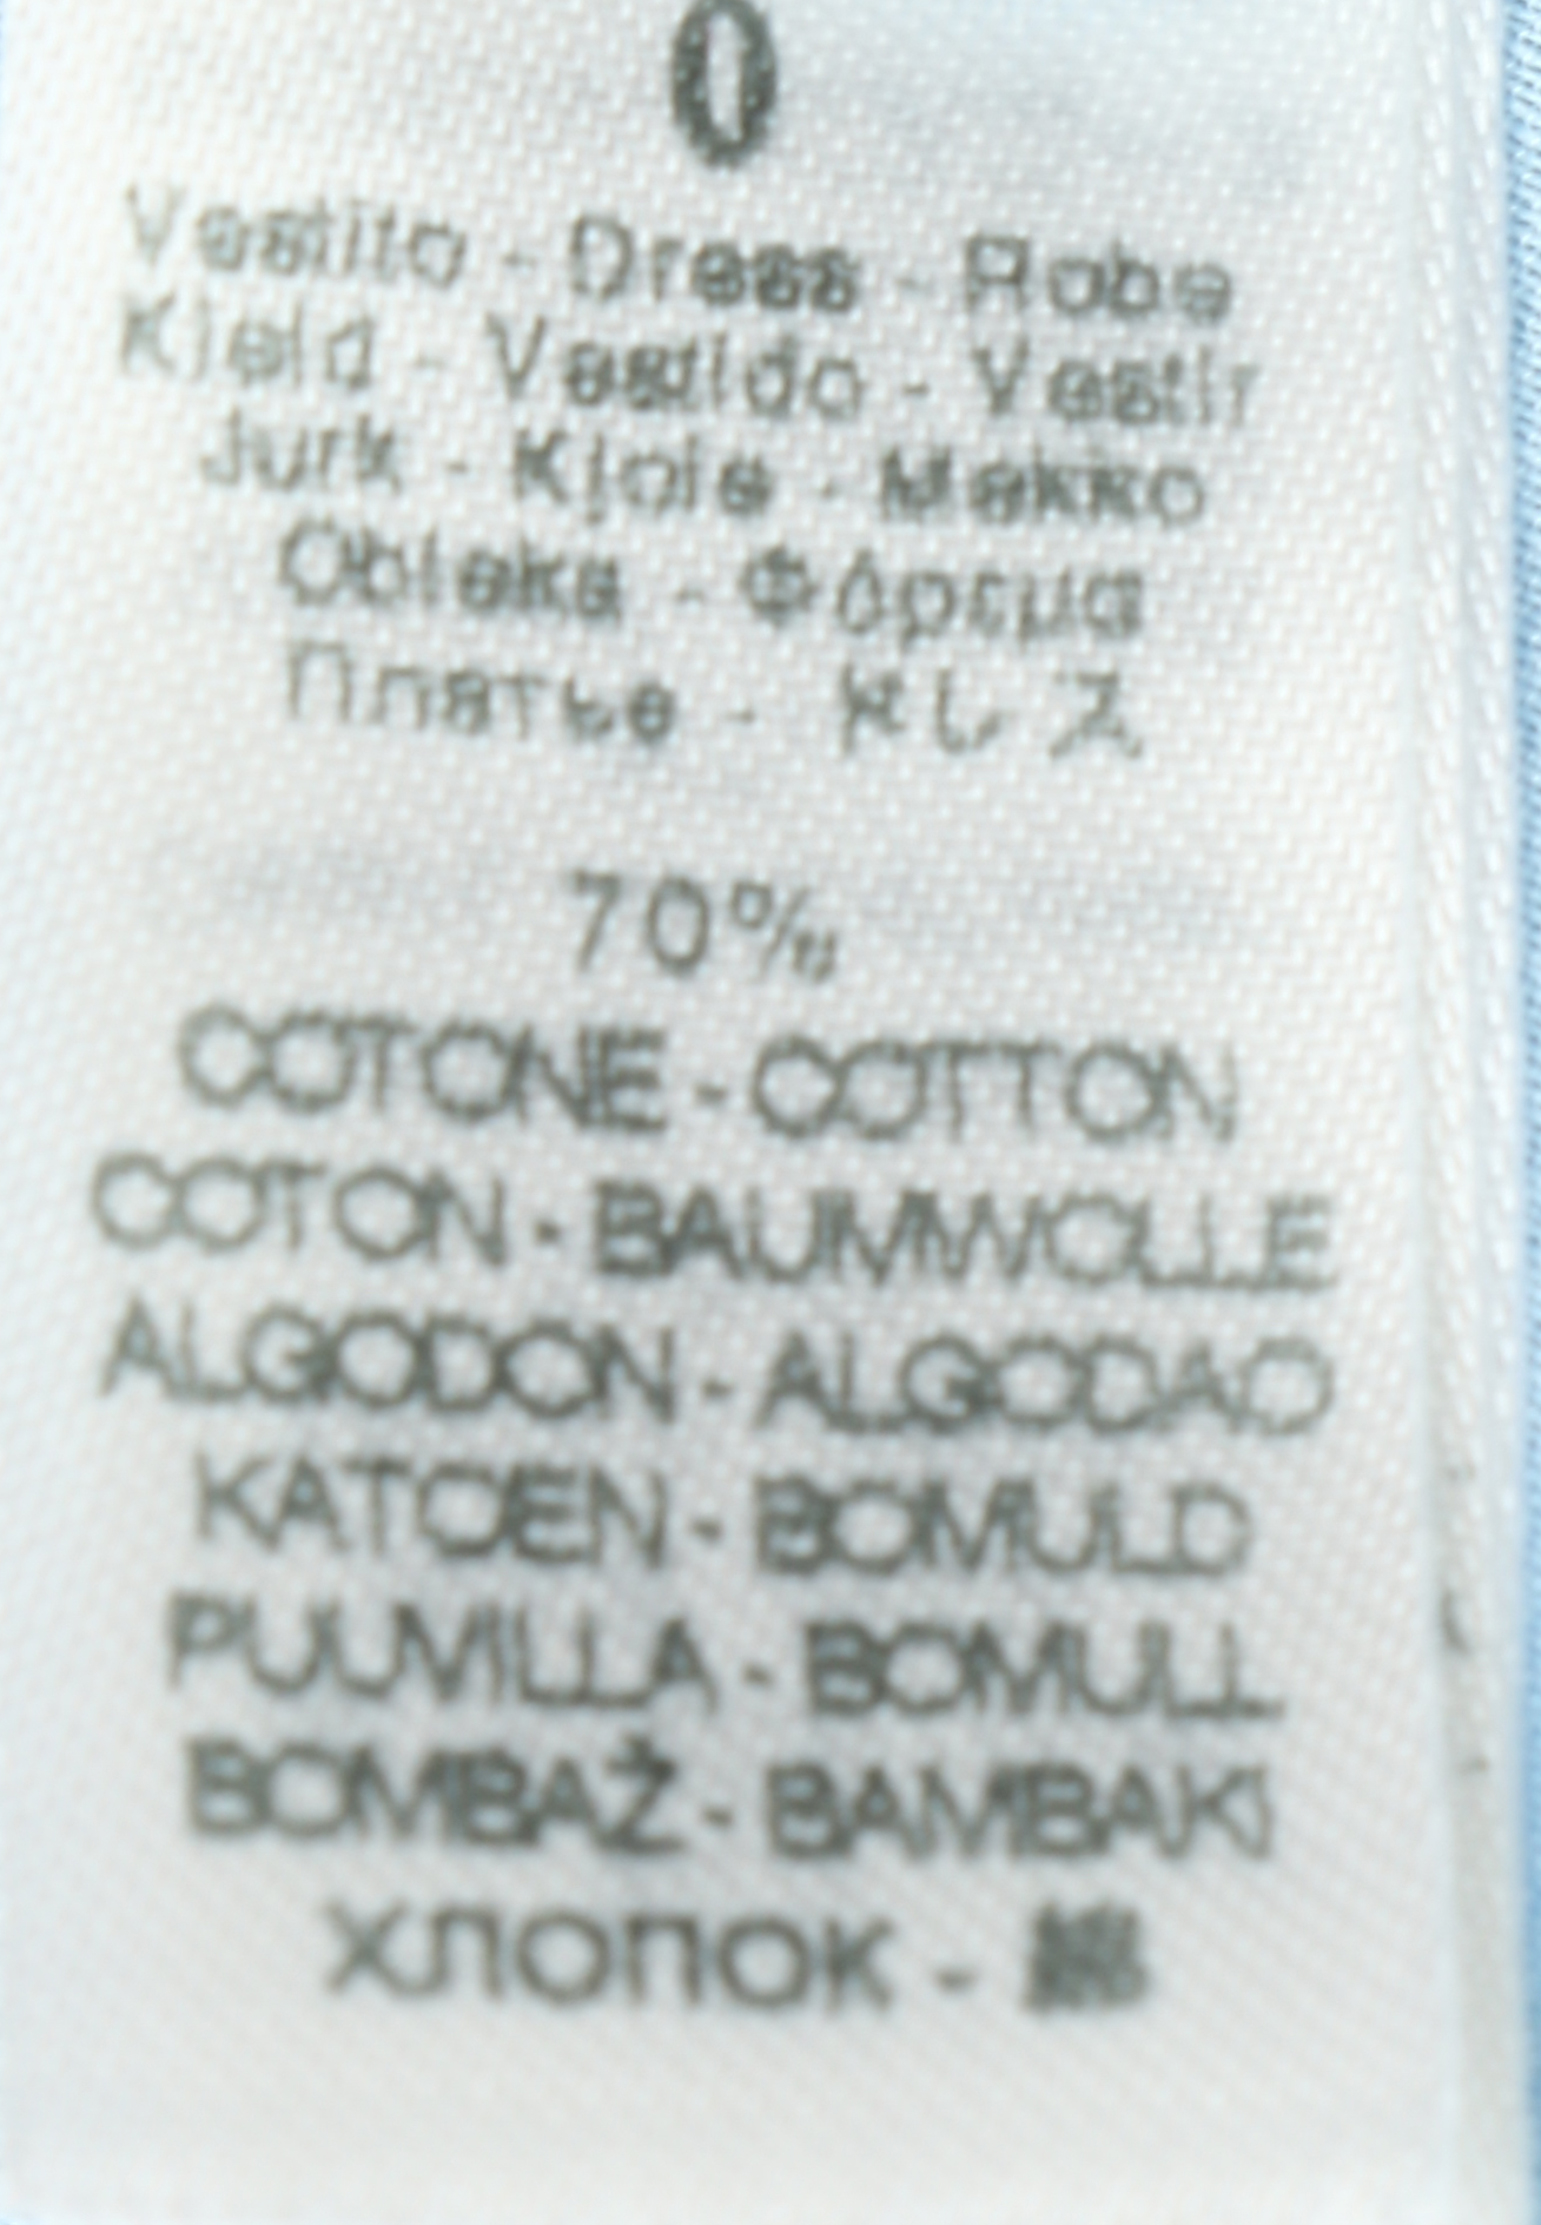 0
Vestito - Dress - Robe
Kleid - Vestido - Vestir
Jurk - Kjole - Mekko
Obleka - Φόρεμα
Платье - ドレス
70%
COTONE - COTTON
COTON - BAUMWOLLE
ALGODON - ALGODAO
KATOEN - BOMULD
PUUVILLA - BOMULL
BOMBAŽ - BAMBAKI
ХЛОПОК - 綿